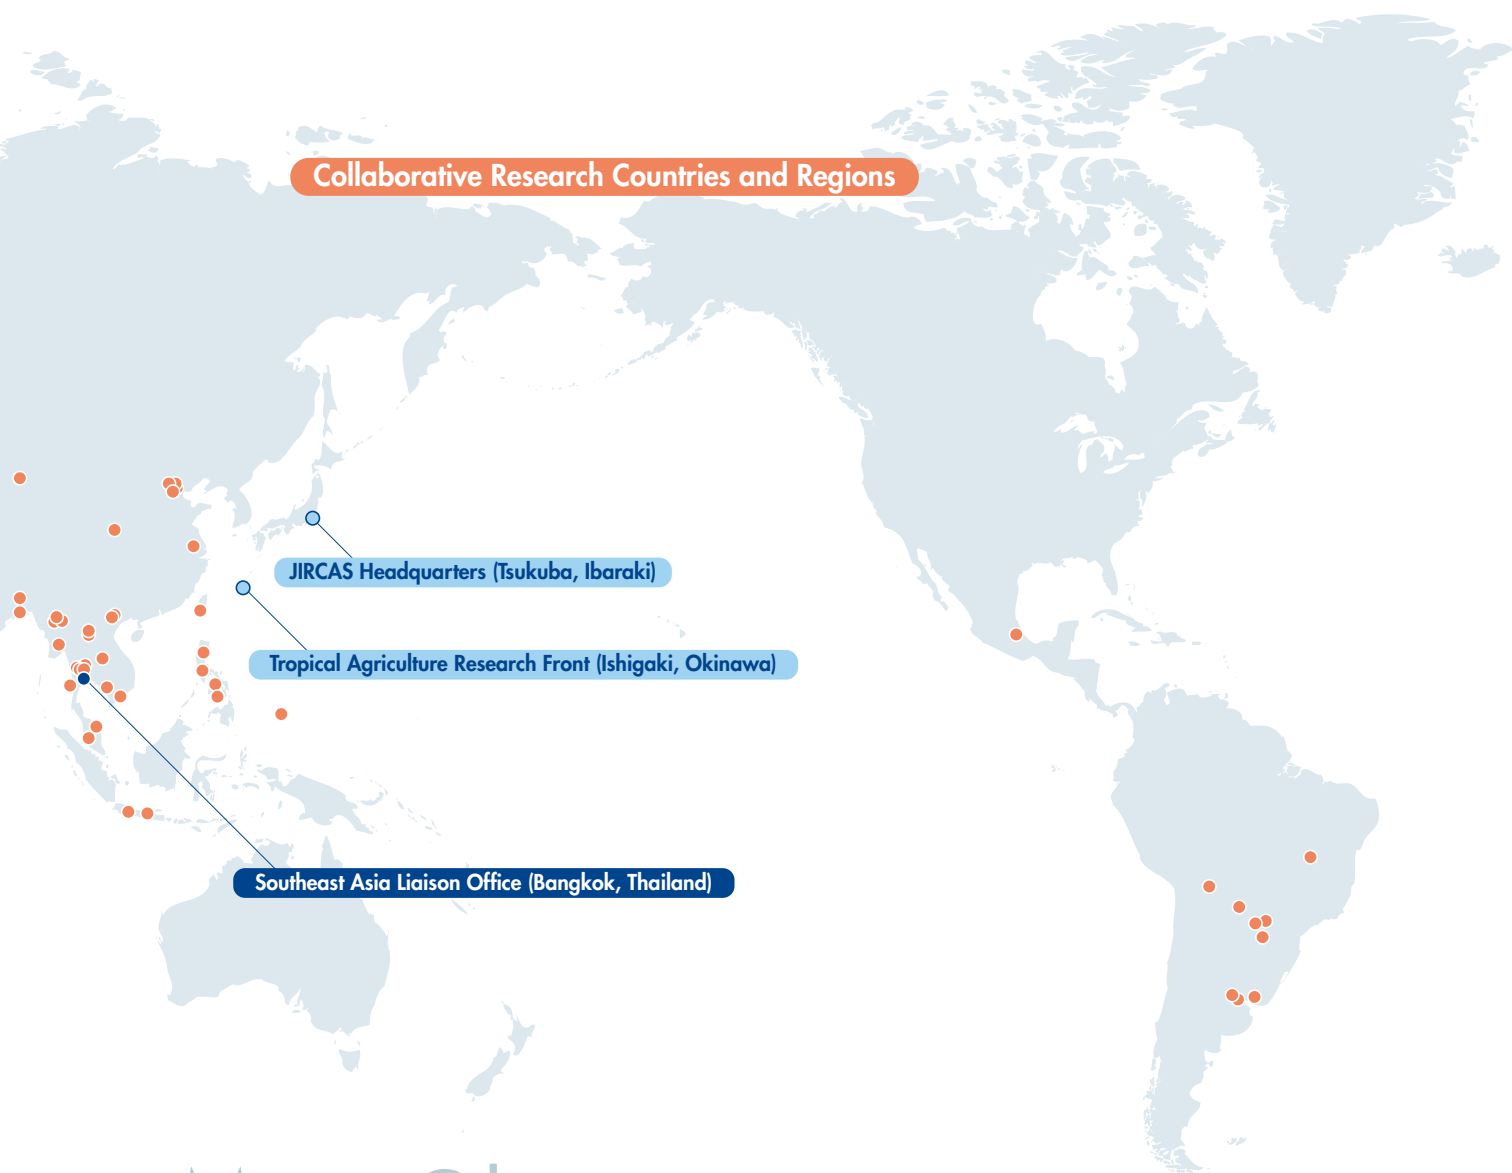 Collaborative Research Countries and Regions
JIRCAS Headquarters (Tsukuba, Ibaraki)
Tropical Agriculture Research Front (Ishigaki, Okinawa)
Southeast Asia Liaison Office (Bangkok, Thailand)